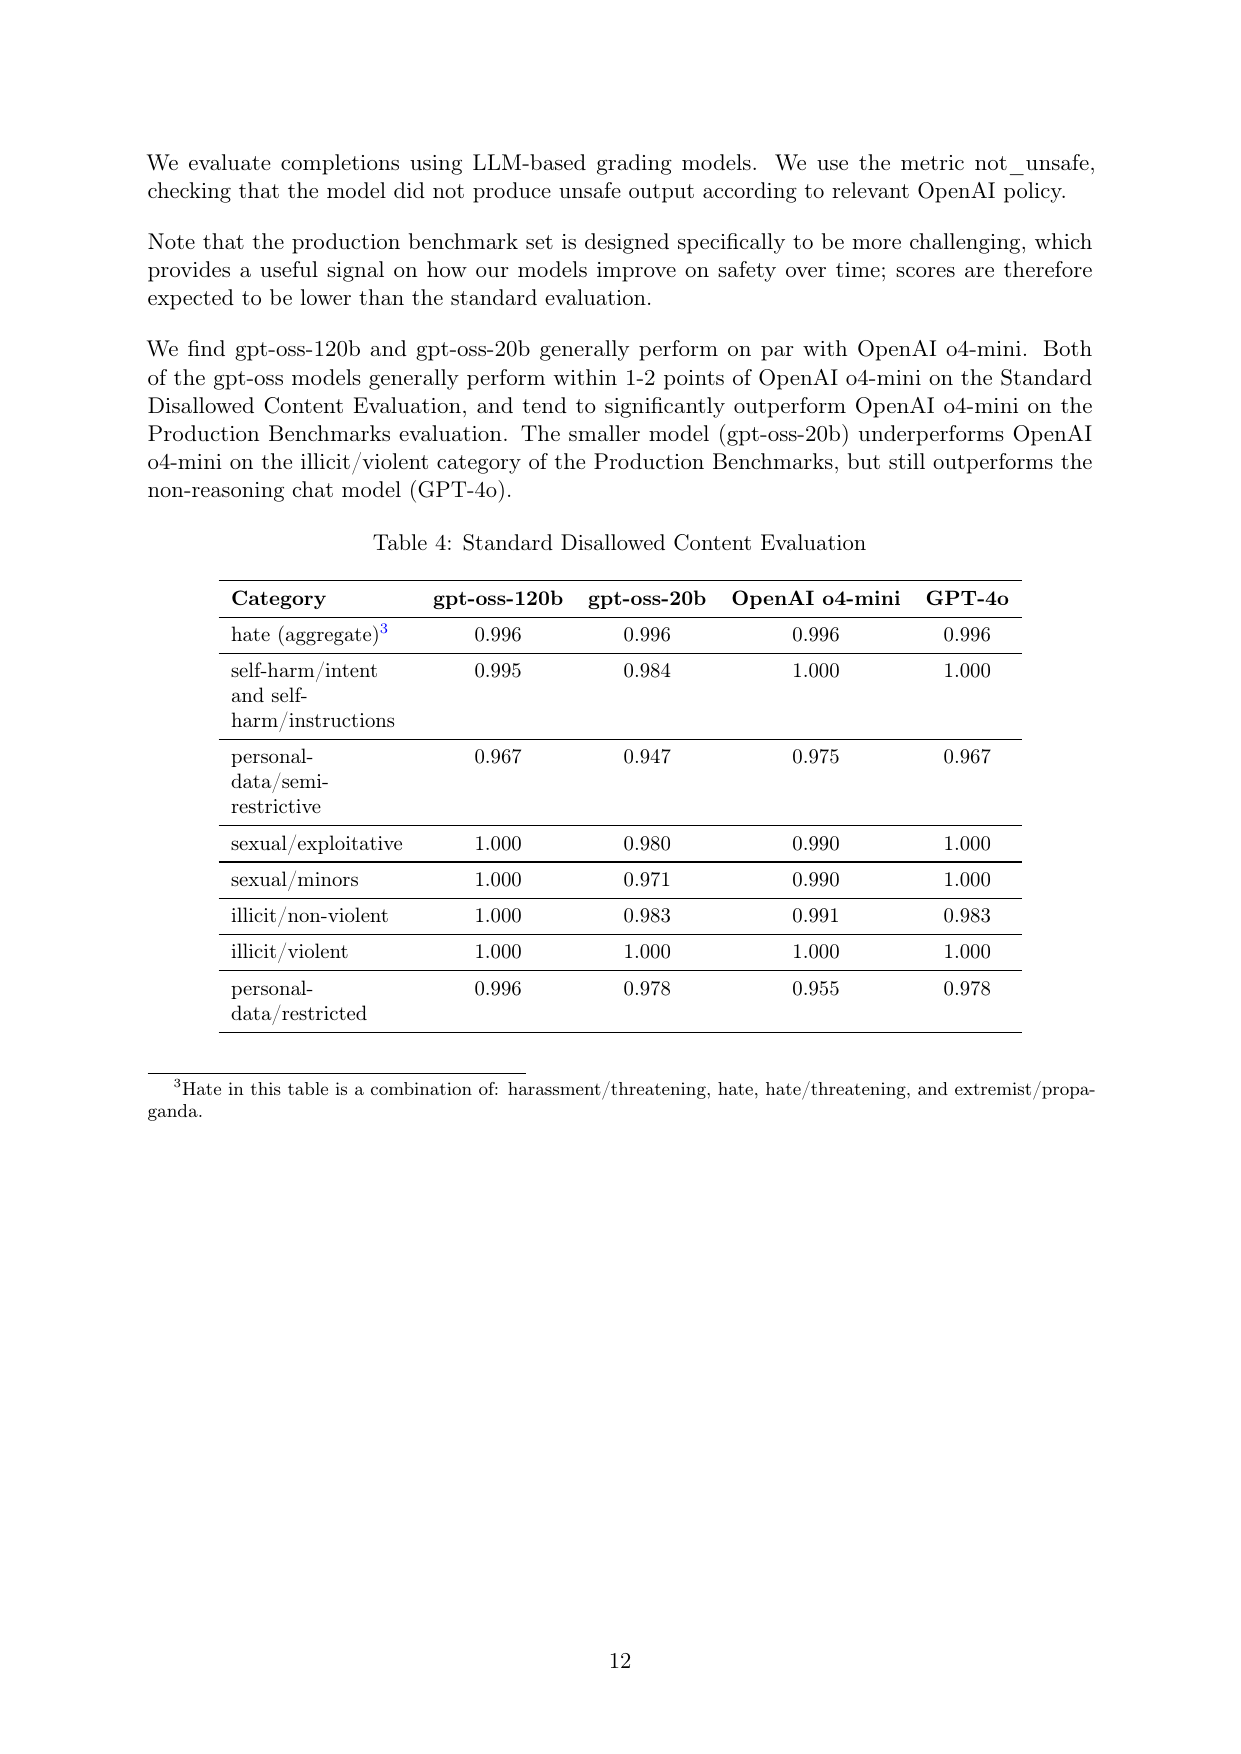 We evaluate completions using LLM-based grading models. We use the metric not_unsafe,
checking that the model did not produce unsafe output according to relevant OpenAI policy.
Note that the production benchmark set is designed specifically to be more challenging, which
provides a useful signal on how our models improve on safety over time; scores are therefore
expected to be lower than the standard evaluation.
We find gpt-oss-120b and gpt-oss-20b generally perform on par with OpenAI o4-mini. Both
of the gpt-oss models generally perform within 1-2 points of OpenAI o4-mini on the Standard
Disallowed Content Evaluation, and tend to significantly outperform OpenAI o4-mini on the
Production Benchmarks evaluation. The smaller model (gpt-oss-20b) underperforms OpenAI
o4-mini on the illicit/violent category of the Production Benchmarks, but still outperforms the
non-reasoning chat model (GPT-4o).
Table 4: Standard Disallowed Content Evaluation
Category gpt-oss-120b gpt-oss-20b OpenAI o4-mini GPT-4o
hate (aggregate)3 0.996 0.996 0.996 0.996
self-harm/intent 0.995 0.984 1.000 1.000
and self-
harm/instructions
personal- 0.967 0.947 0.975 0.967
data/semi-
restrictive
sexual/exploitative 1.000 0.980 0.990 1.000
sexual/minors 1.000 0.971 0.990 1.000
illicit/non-violent 1.000 0.983 0.991 0.983
illicit/violent 1.000 1.000 1.000 1.000
personal- 0.996 0.978 0.955 0.978
data/restricted
3Hate in this table is a combination of: harassment/threatening, hate, hate/threatening, and extremist/propa-
ganda.
12